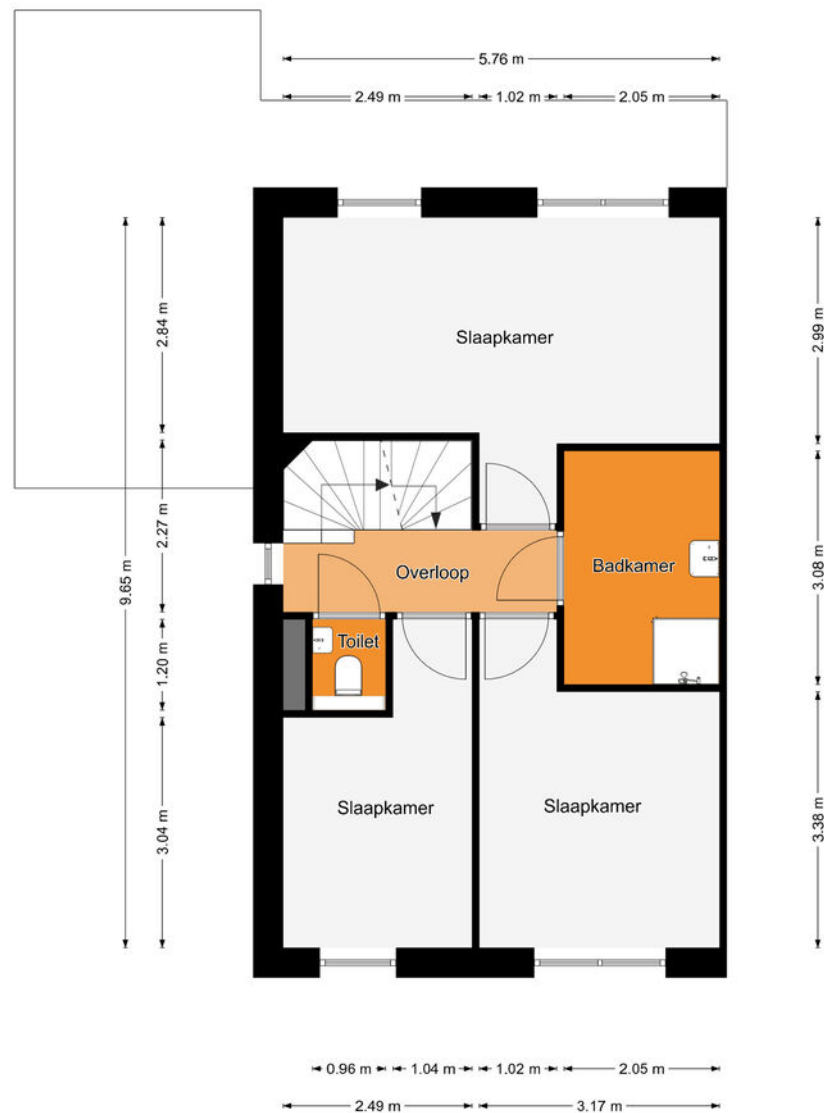 5.76 m
2.49 m
1.02 m
2.05 m
2.84 m
2.99 m
Slaapkamer
2.27 m
9.65 m
Overloop
Badkamer
3.08 m
1.20 m
Toilet
3.04 m
Slaapkamer
Slaapkamer
3.38 m
0.96 m
1.04 m
1.02 m
2.05 m
2.49 m
3.17 m